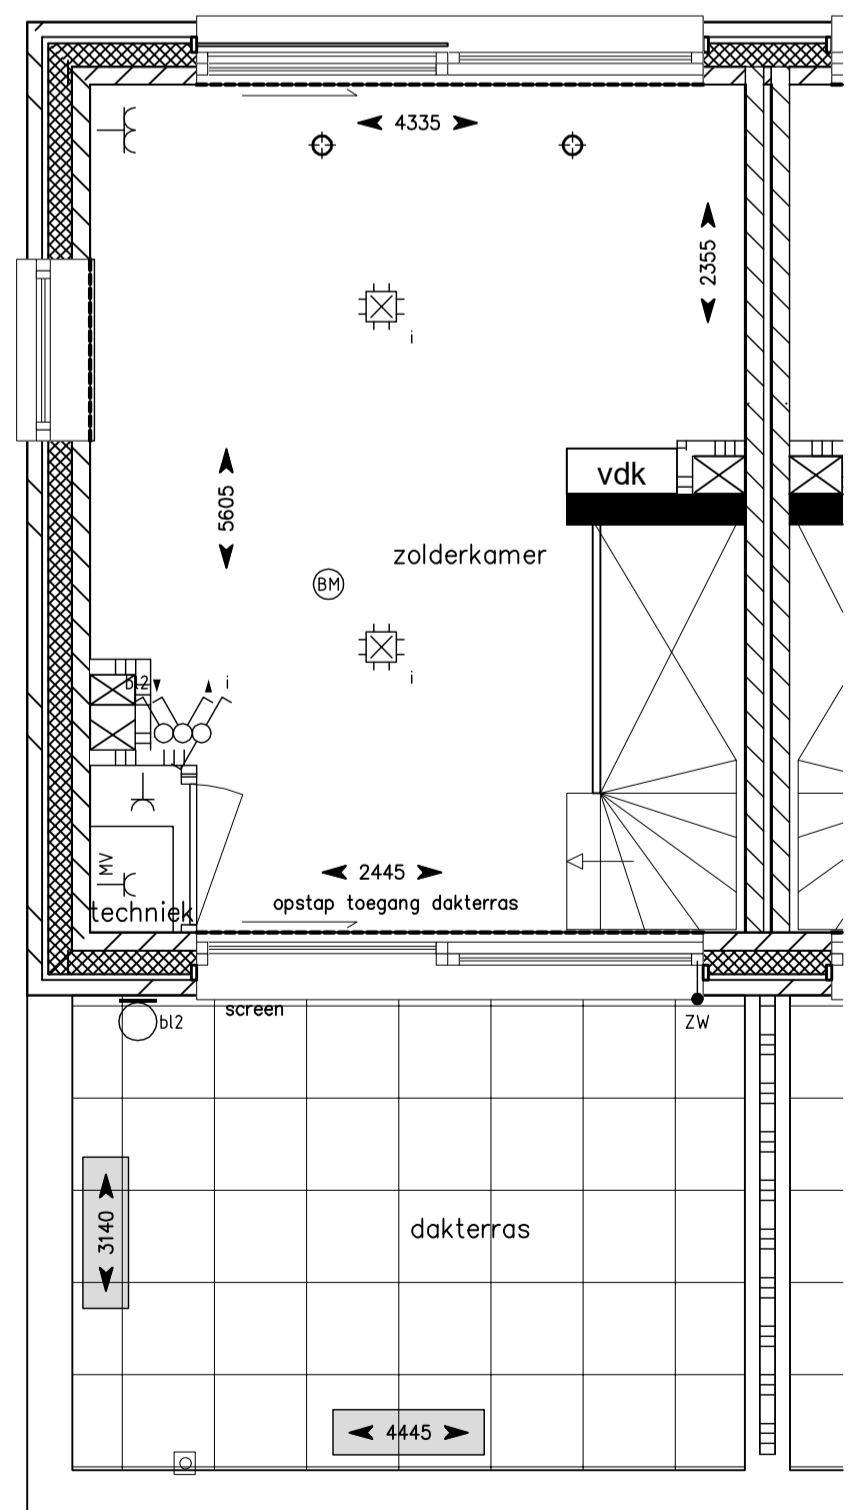 4335
2355
i
vdk
5605
zolderkamer
BM
i
bl2
i
MV
2445
techniek
opstap toegang dakterras
screen
bl2
ZW
3140
dakterras
4445